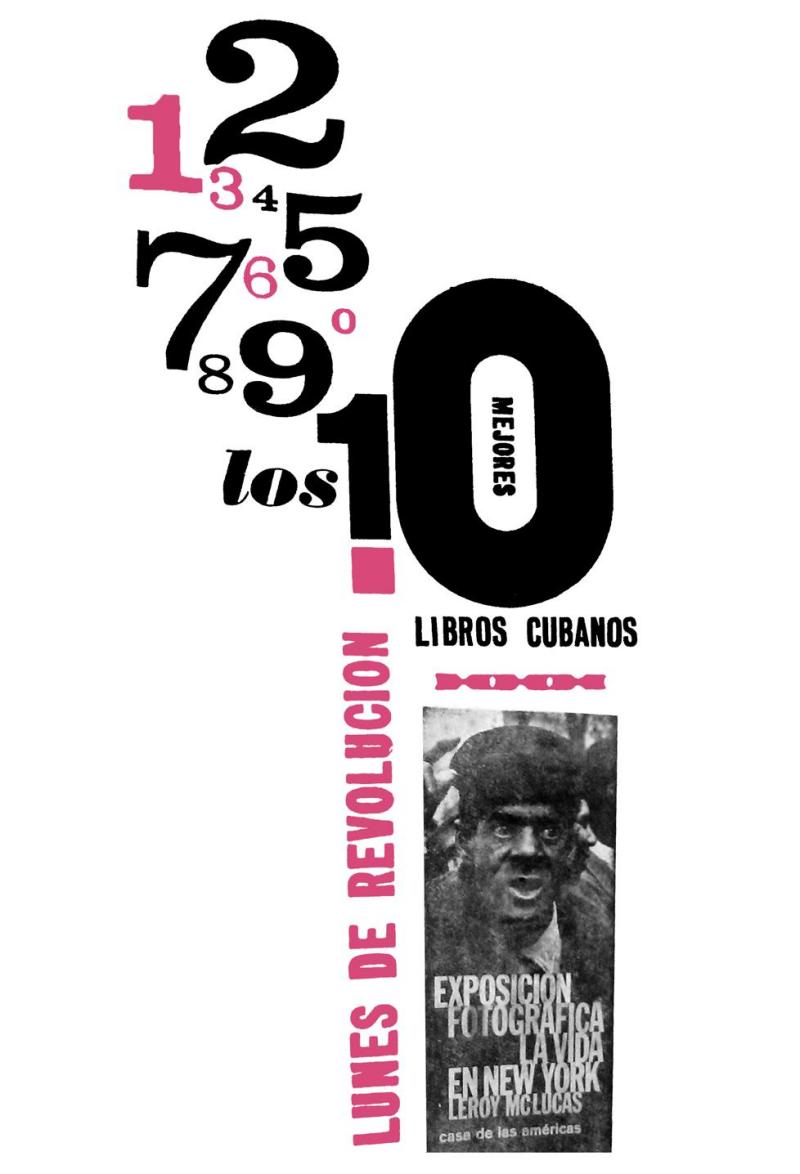 2
1
3 4
5
7
6
0
8
9
los
10
MEJORES
LIBROS CUBANOS
LUNES DE REVOLUCION
EXPOSICION
FOTOGRAFICA
LA VIDA
EN NEW YORK
LEROY MCLUCAS
casa de las américas